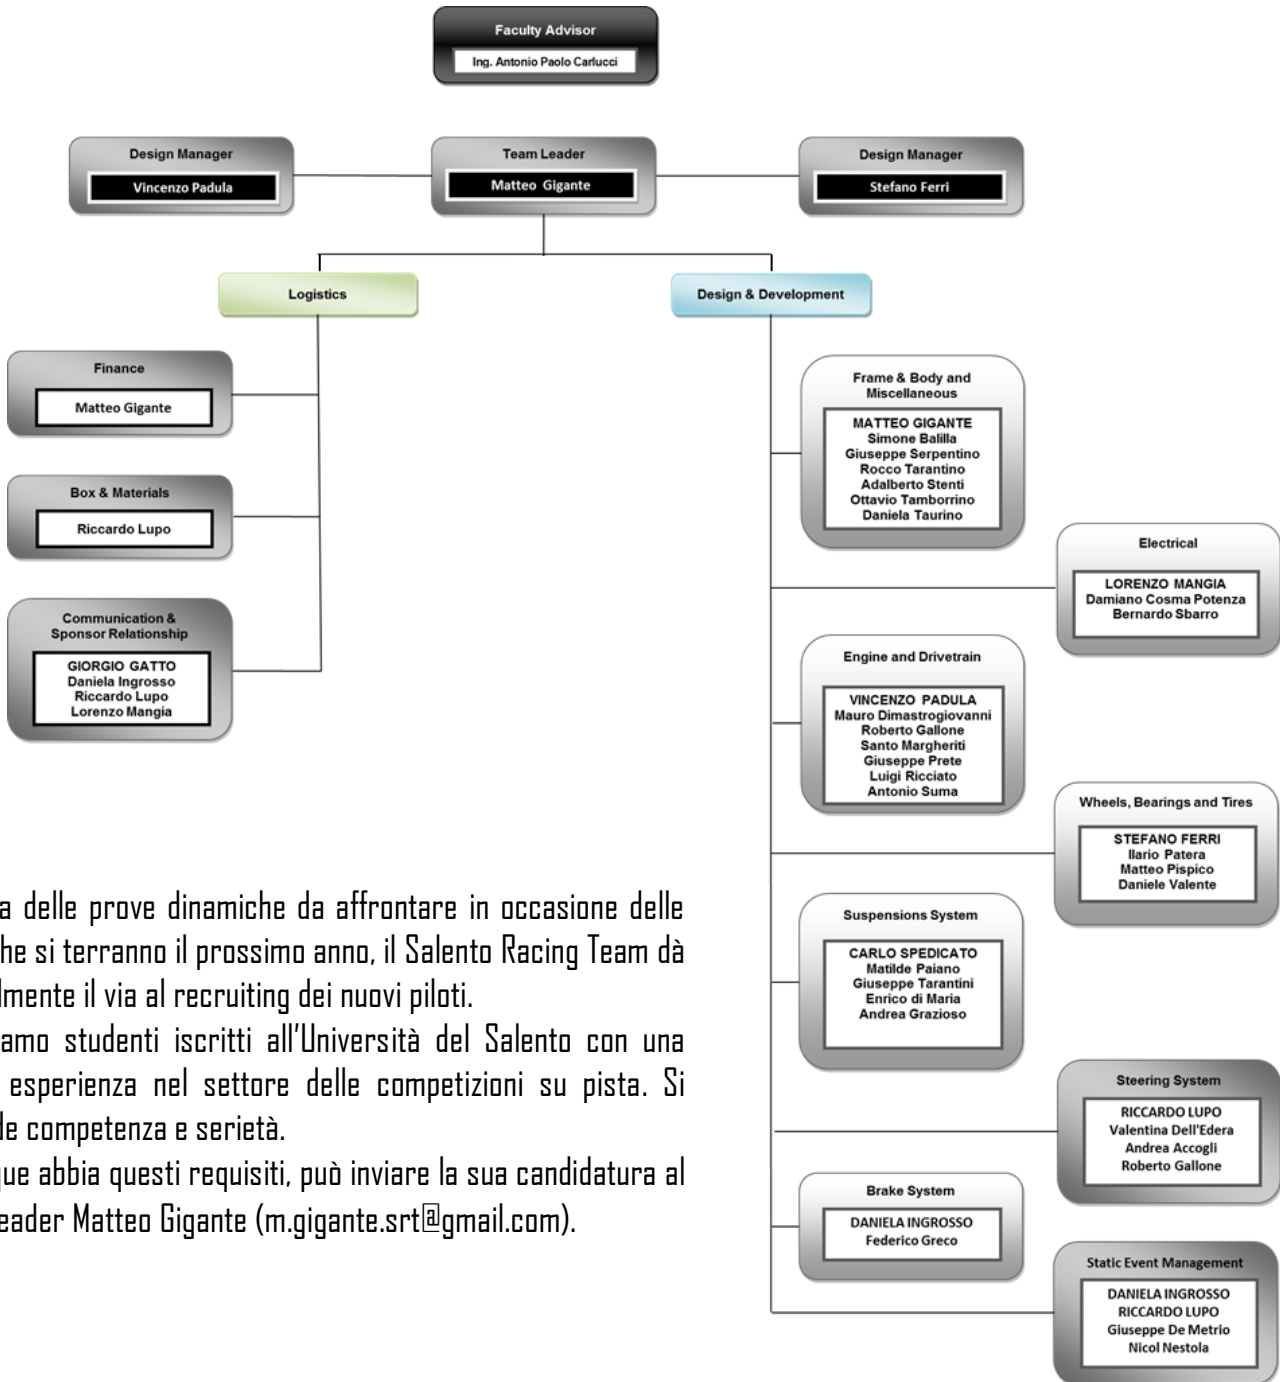 Faculty Advisor
Ing. Antonio Paolo Carlucci
Design Manager
Vincenzo Padula
Team Leader
Matteo Gigante
Design Manager
Stefano Ferri
Logistics
Design & Development
Finance
Matteo Gigante
Box & Materials
Riccardo Lupo
Communication &
Sponsor Relationship
GIORGIO GATTO
Daniela Ingrosso
Riccardo Lupo
Lorenzo Mangia
Frame & Body and
Miscellaneous
MATTEO GIGANTE
Simone Balilla
Giuseppe Serpentino
Rocco Tarantino
Adalberto Stenti
Ottavio Tamborrino
Daniela Taurino
Electrical
LORENZO MANGIA
Damiano Cosma Potenza
Bernardo Sbarro
Engine and Drivetrain
VINCENZO PADULA
Mauro Dimastrogiovanni
Roberto Gallone
Santo Margheriti
Giuseppe Prete
Luigi Ricciato
Antonio Suma
Wheels, Bearings and Tires
STEFANO FERRI
Ilario Patera
Matteo Pispico
Daniele Valente
Suspensions System
CARLO SPEDICATO
Matilde Paiano
Giuseppe Tarantini
Enrico di Maria
Andrea Grazioso
Steering System
RICCARDO LUPO
Valentina Dell'Edera
Andrea Accogli
Roberto Gallone
Brake System
DANIELA INGROSSO
Federico Greco
Static Event Management
DANIELA INGROSSO
RICCARDO LUPO
Giuseppe De Metrio
Nicol Nestola
a delle prove dinamiche da affrontare in occasione delle
he si terranno il prossimo anno, il Salento Racing Team dà
lmente il via al recruiting dei nuovi piloti.
amo studenti iscritti all'Università del Salento con una
esperienza nel settore delle competizioni su pista. Si
de competenza e serietà.
que abbia questi requisiti, può inviare la sua candidatura al
eader Matteo Gigante (m.gigante.srt@gmail.com).